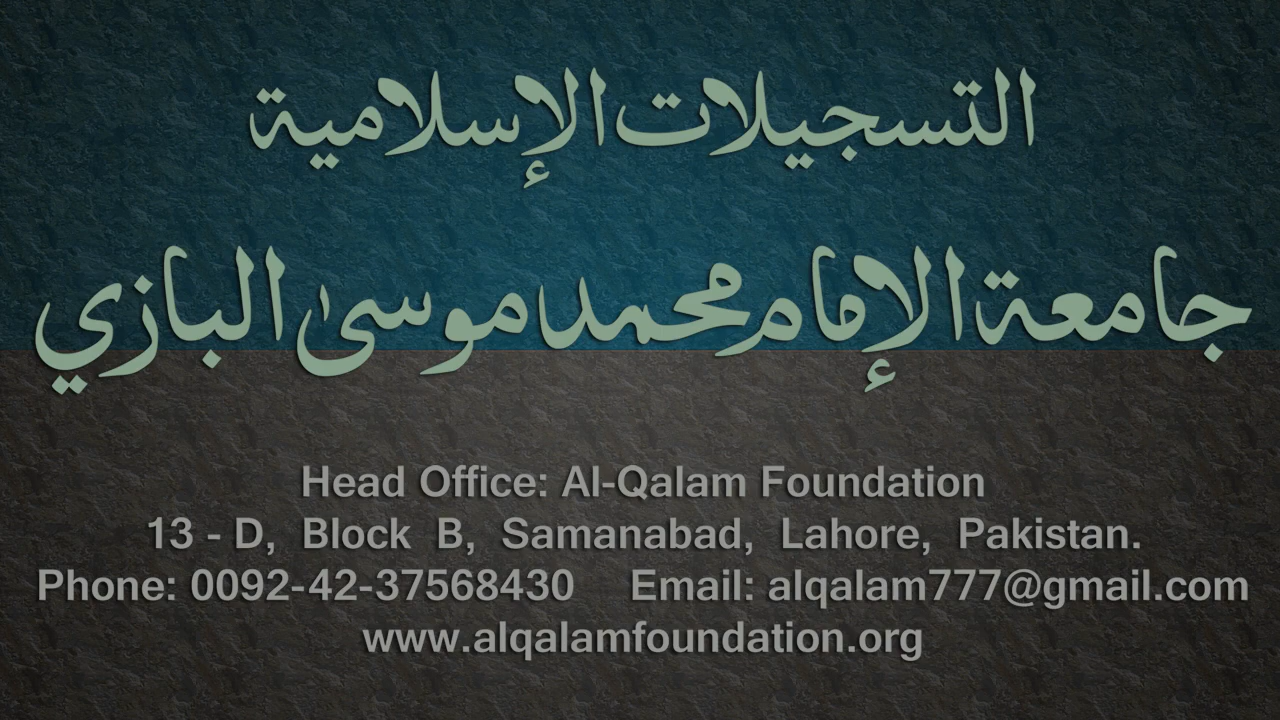 التسجيلات الإسلامية
جامعة الإمام محمد موسىٰ البازي
Head Office: Al-Qalam Foundation
13 - D, Block B, Samanabad, Lahore, Pakistan.
Phone: 0092-42-37568430 Email: alqalam777@gmail.com
www.alqalamfoundation.org